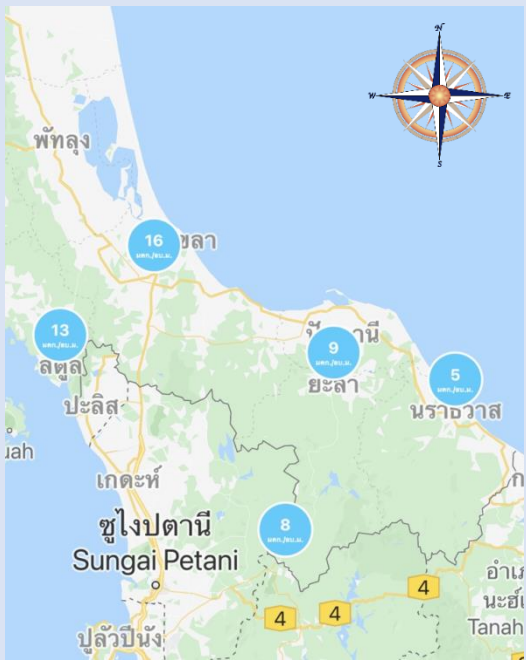 N
W
E
S
พัทลุง
16
มคก./ลบ.ม.
ขลา
13
มคก./ลบ.ม.
สตูล
9
มคก./ลบ.ม.
านี
ยะลา
5
มคก./ลบ.ม.
นราธิวาส
ปะลิส
uah
เกดะห์
ซูไงปตานี
Sungai Petani
8
มคก./ลบ.ม.
4
4
4
อำเภ
นะฮ์เ
Tanah
ปูลัวปีนัง